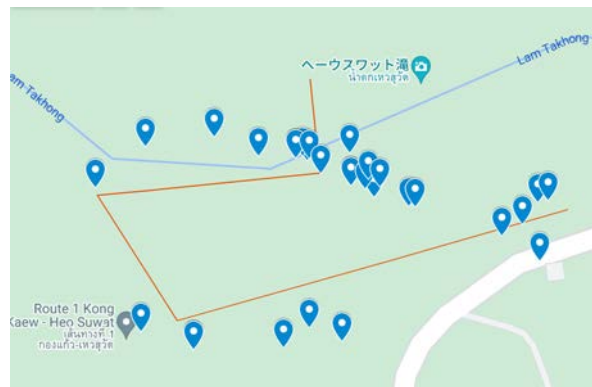 ヘーウスワット滝
น้ำตกเหวสุวัต
Lam Takhong
Lam Takhong
Route 1 Kong
Kaew - Heo Suwat
เส้นทางที่ 1
กองแก้ว-เหวสุวัต